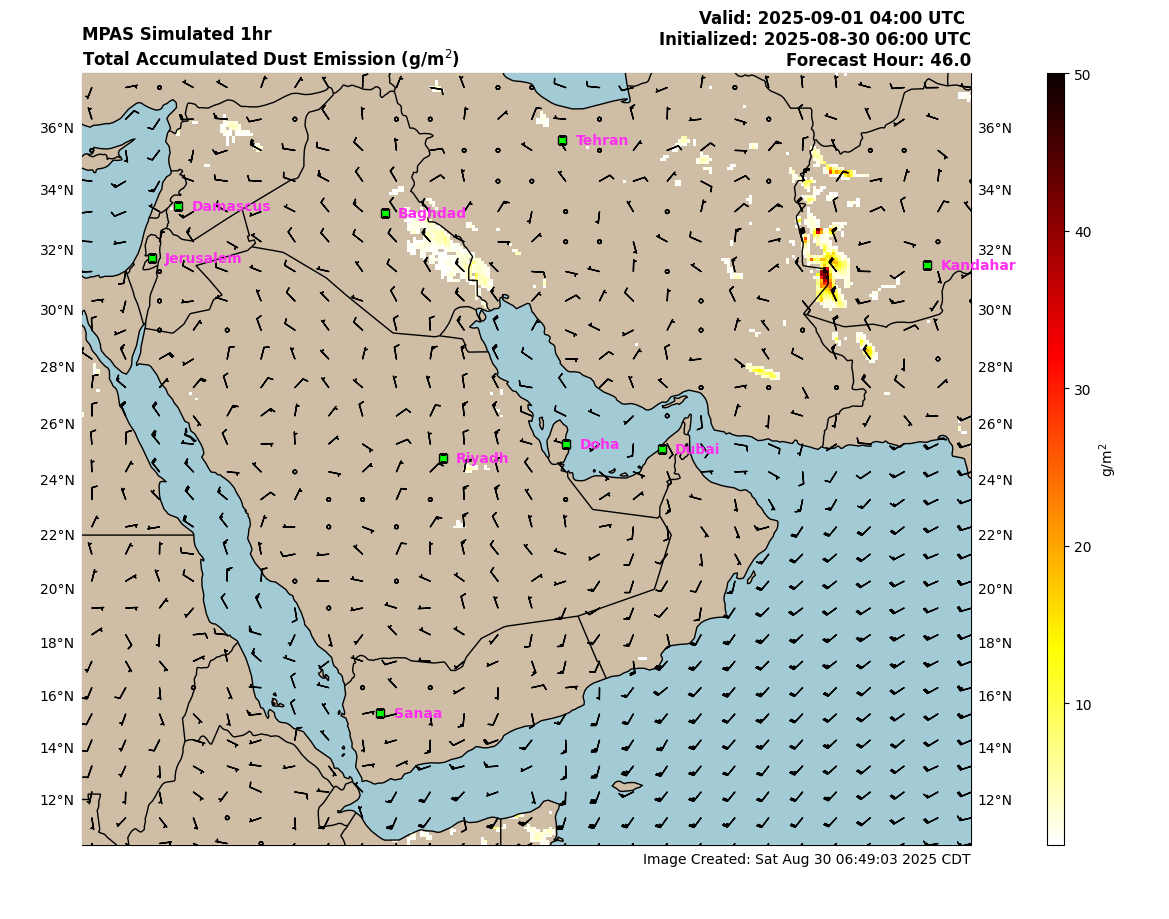 MPAS Simulated 1hr
Total Accumulated Dust Emission (g/m²)
Valid: 2025-09-01 04:00 UTC
Initialized: 2025-08-30 06:00 UTC
Forecast Hour: 46.0
36°N
34°N
32°N
30°N
28°N
26°N
24°N
22°N
20°N
18°N
16°N
14°N
12°N
Tehran
Damascus
Baghdad
Jerusalem
Kandahar
Doha
Dubai
Riyadh
Sanaa
36°N
34°N
32°N
30°N
28°N
26°N
24°N
22°N
20°N
18°N
16°N
14°N
12°N
50
40
30
20
10
g/m²
Image Created: Sat Aug 30 06:49:03 2025 CDT